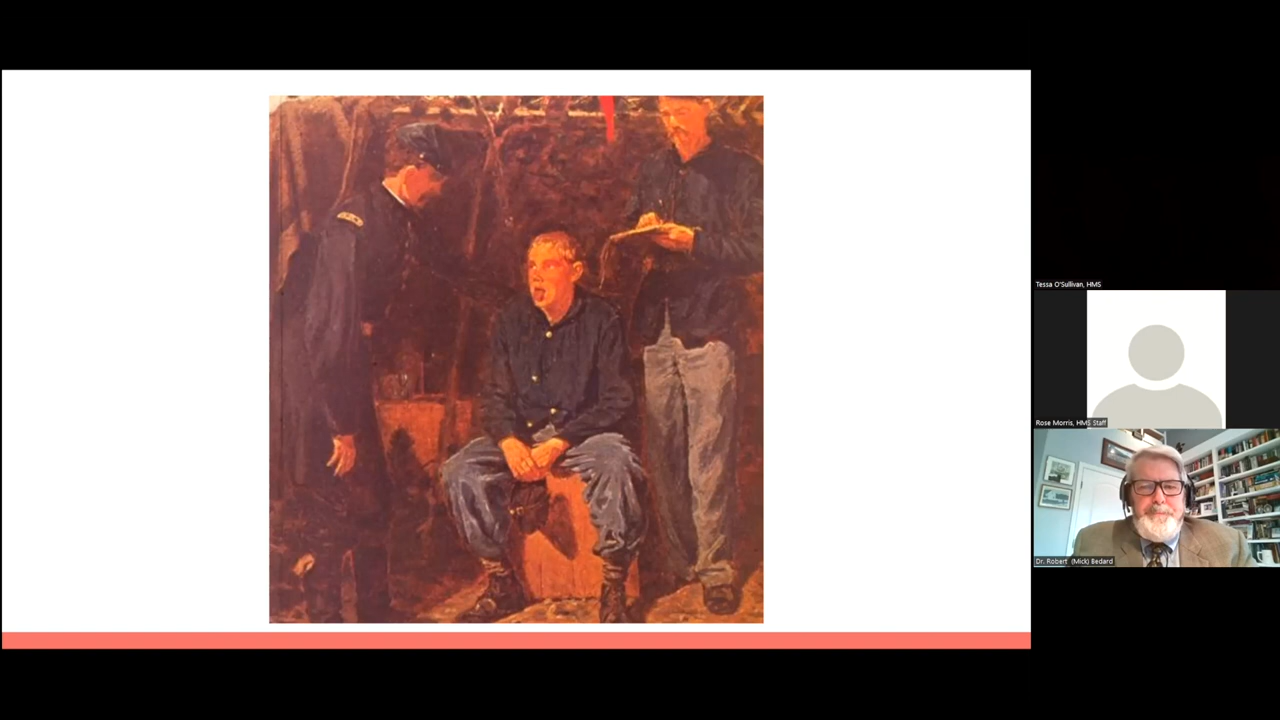 Tessa O'Sullivan, HMS
Rose Morris, HMS Staff
Dr. Robert (Mick) Bedard